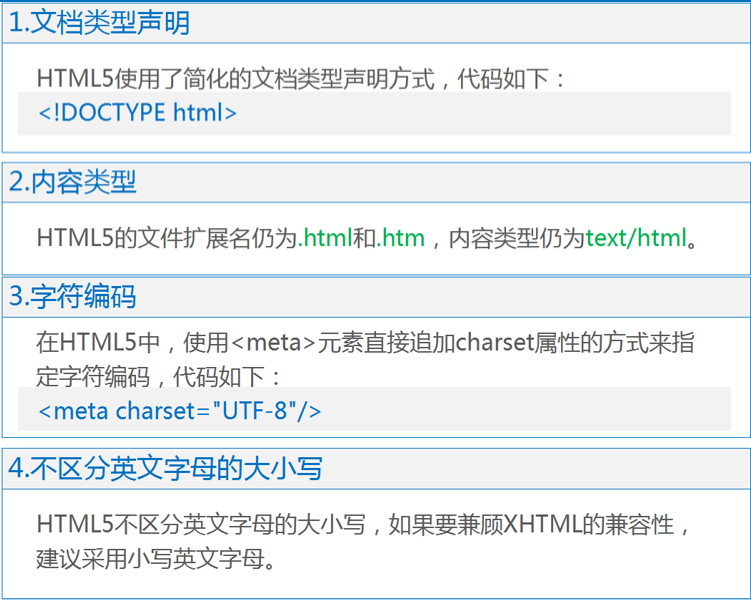 1.文档类型声明
HTML5使用了简化的文档类型声明方式，代码如下：
<!DOCTYPE html>
2.内容类型
HTML5的文件扩展名仍为.html和.htm，内容类型仍为text/html。
3.字符编码
在HTML5中，使用<meta>元素直接追加charset属性的方式来指
定字符编码，代码如下：
<meta charset="UTF-8"/>
4.不区分英文字母的大小写
HTML5不区分英文字母的大小写，如果要兼顾XHTML的兼容性，
建议采用小写英文字母。